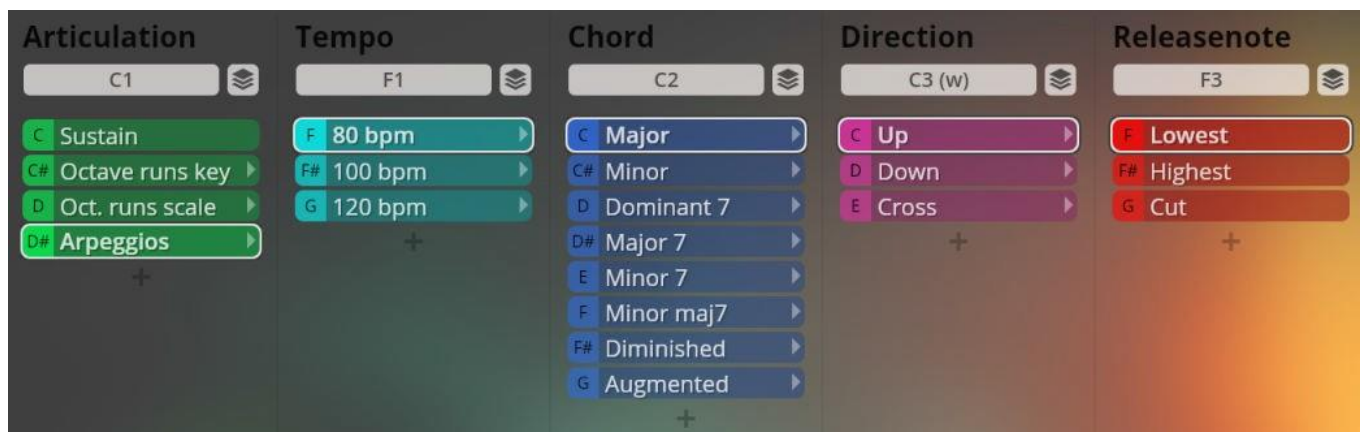 Articulation
C1
C Sustain
C# Octave runs key
D Oct. runs scale
D# Arpeggios
+
Tempo
F1
F 80 bpm
F# 100 bpm
G 120 bpm
+
Chord
C2
C Major
C# Minor
D Dominant 7
D# Major 7
E Minor 7
F Minor maj7
F# Diminished
G Augmented
+
Direction
C3 (w)
C Up
D Down
E Cross
+
Releasenote
F3
F Lowest
F# Highest
G Cut
+